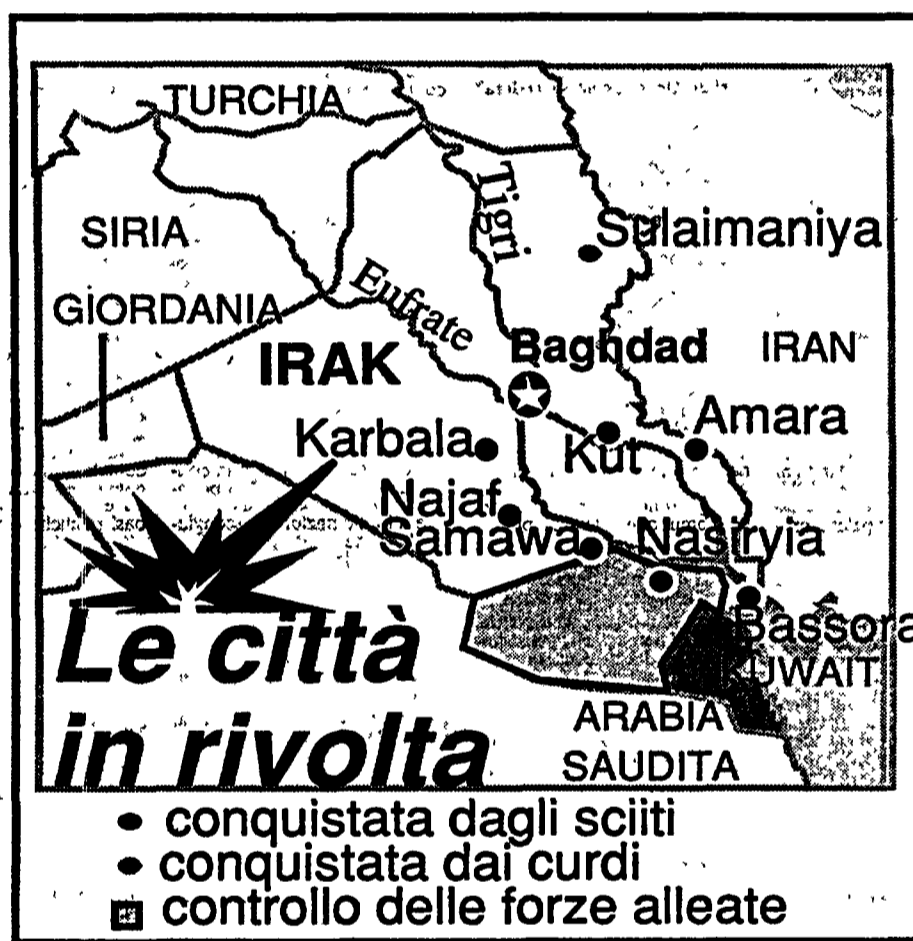 TURCHIA
Tigri
Sulaimaniya
SIRIA
Eufrate
GIORDANIA
IRAK
Baghdad
IRAN
Karbala
Kut
Amara
Najaf
Samawa
Nasiryia
Bassora
KUWAIT
ARABIA
SAUDITA
Le città
in rivolta
conquistata dagli sciiti
conquistata dai curdi
controllo delle forze alleate